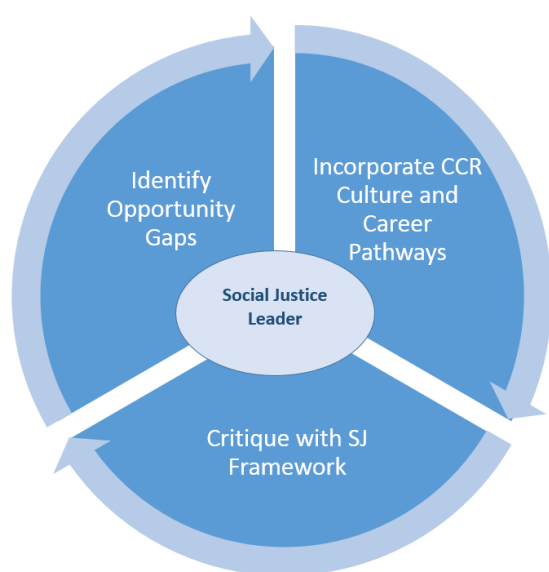 Identify
Opportunity
Gaps
Incorporate CCR
Culture and
Career
Pathways
Social Justice
Leader
Critique with SJ
Framework